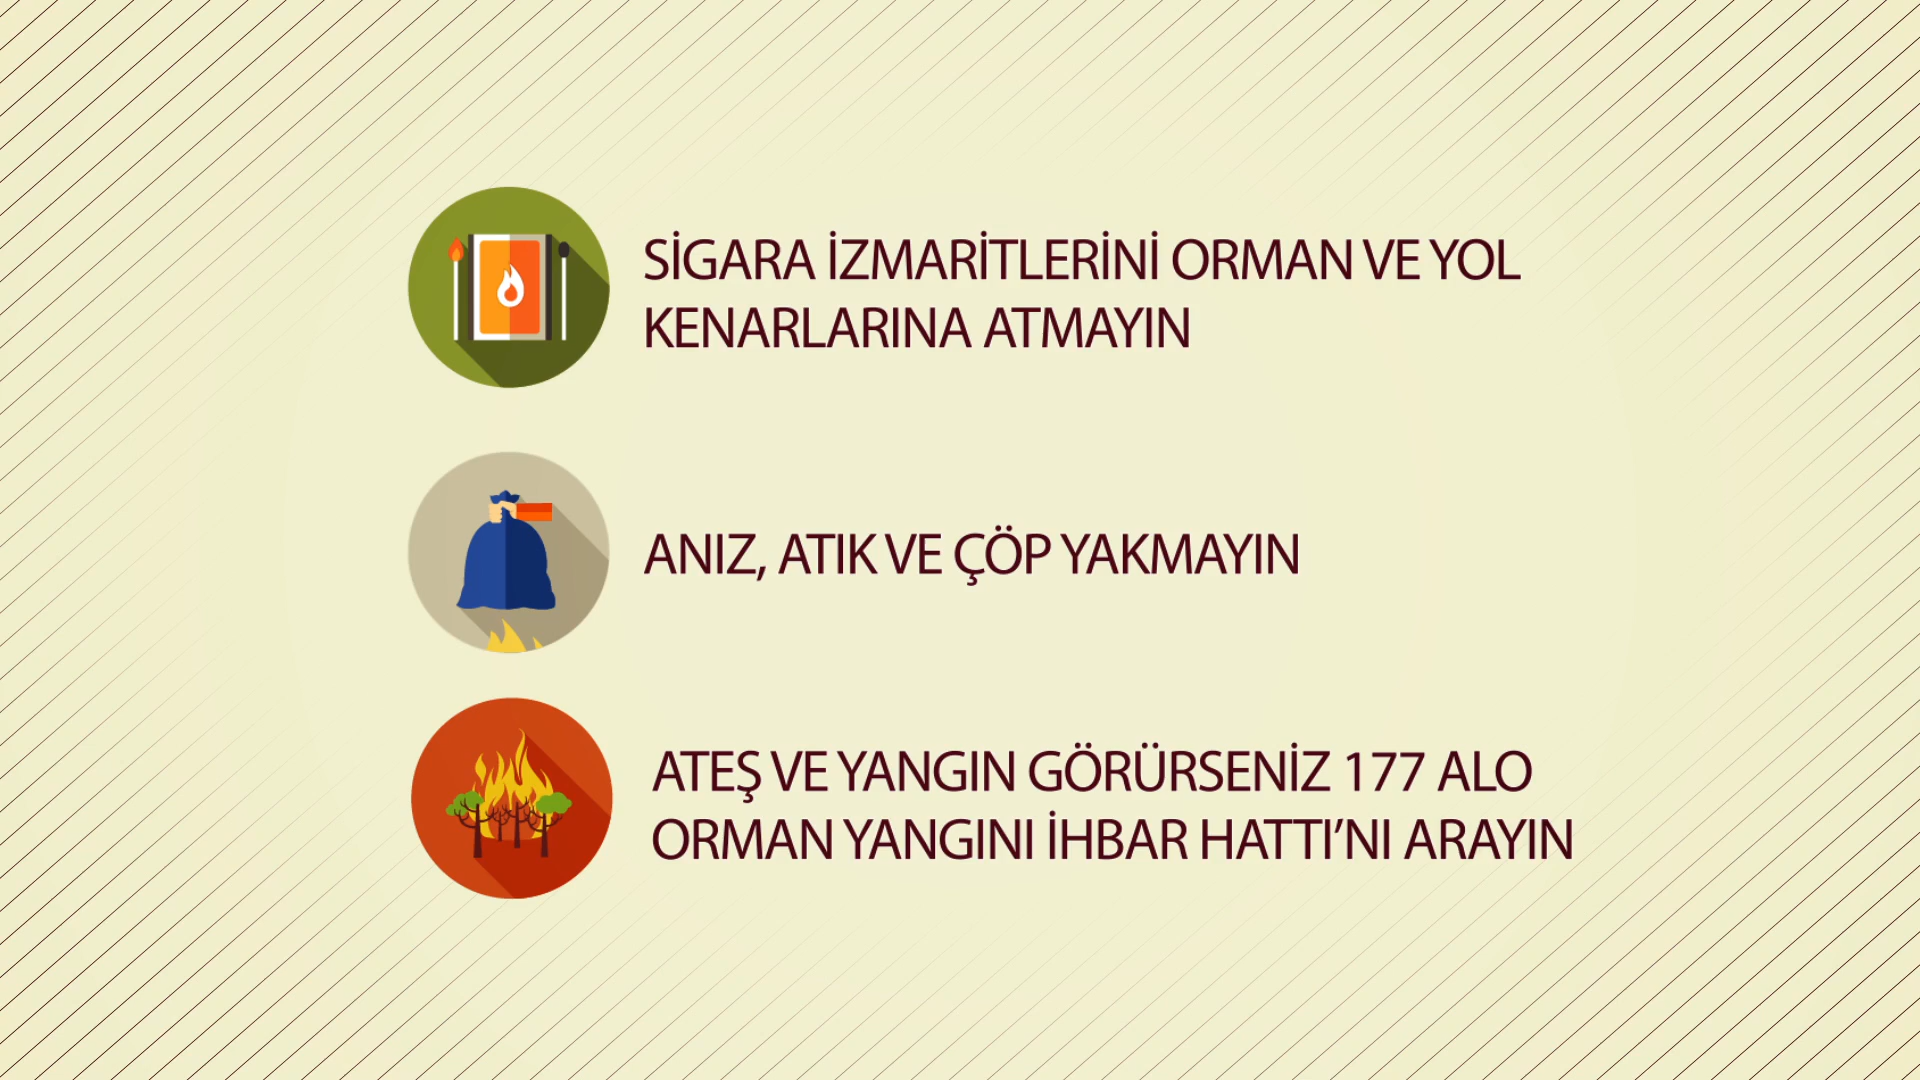 SİGARA İZMARİTLERİNİ ORMAN VE YOL
KENARLARINA ATMAYIN
ANIZ, ATIK VE ÇÖP YAKMAYIN
ATEŞ VE YANGIN GÖRÜRSENİZ 177 ALO
ORMAN YANGINI İHBAR HATTI’NI ARAYIN